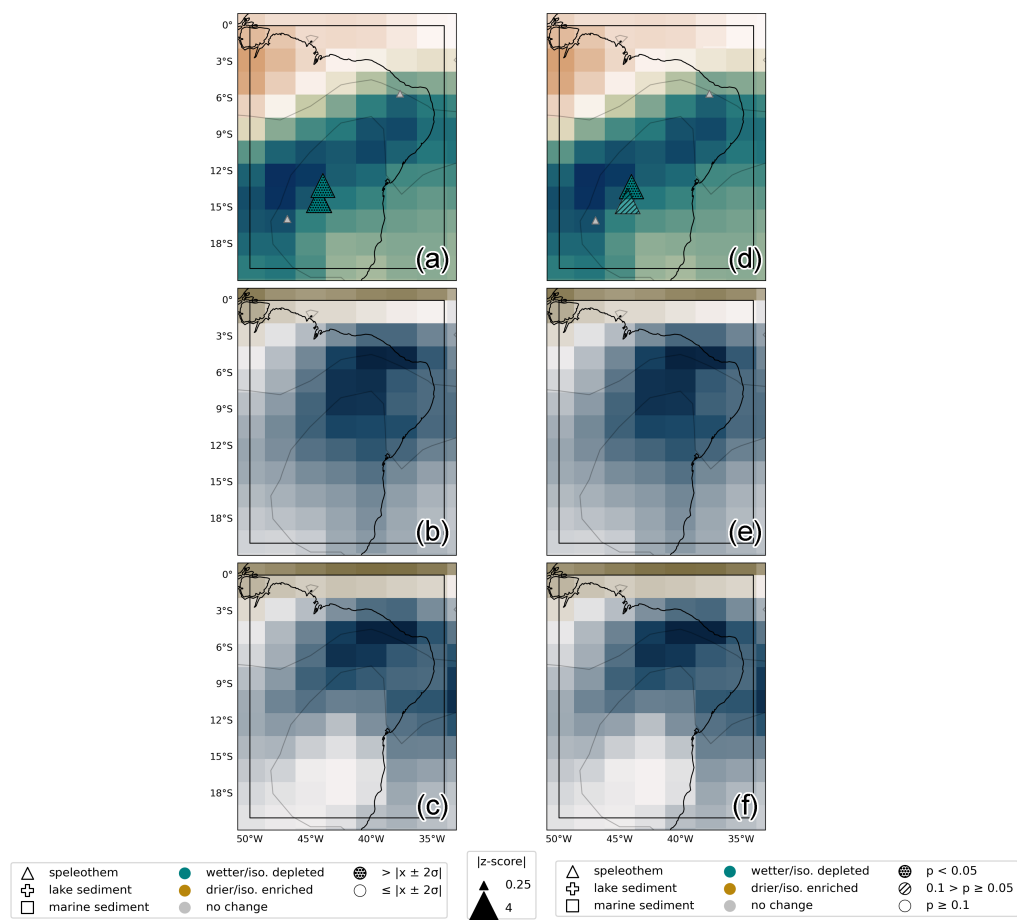 0°
3°S
6°S
9°S
12°S
15°S
18°S
(a)
(d)
0°
3°S
6°S
9°S
12°S
15°S
18°S
(b)
(e)
0°
3°S
6°S
9°S
12°S
15°S
18°S
(c)
(f)
50°W 45°W 40°W 35°W
50°W 45°W 40°W 35°W
speleothem wetter/iso. depleted > |x ± 2σ|
lake sediment drier/iso. enriched ≤ |x ± 2σ|
marine sediment no change
|z-score|
0.25
4
speleothem wetter/iso. depleted p < 0.05
lake sediment drier/iso. enriched 0.1 > p ≥ 0.05
marine sediment no change p ≥ 0.1